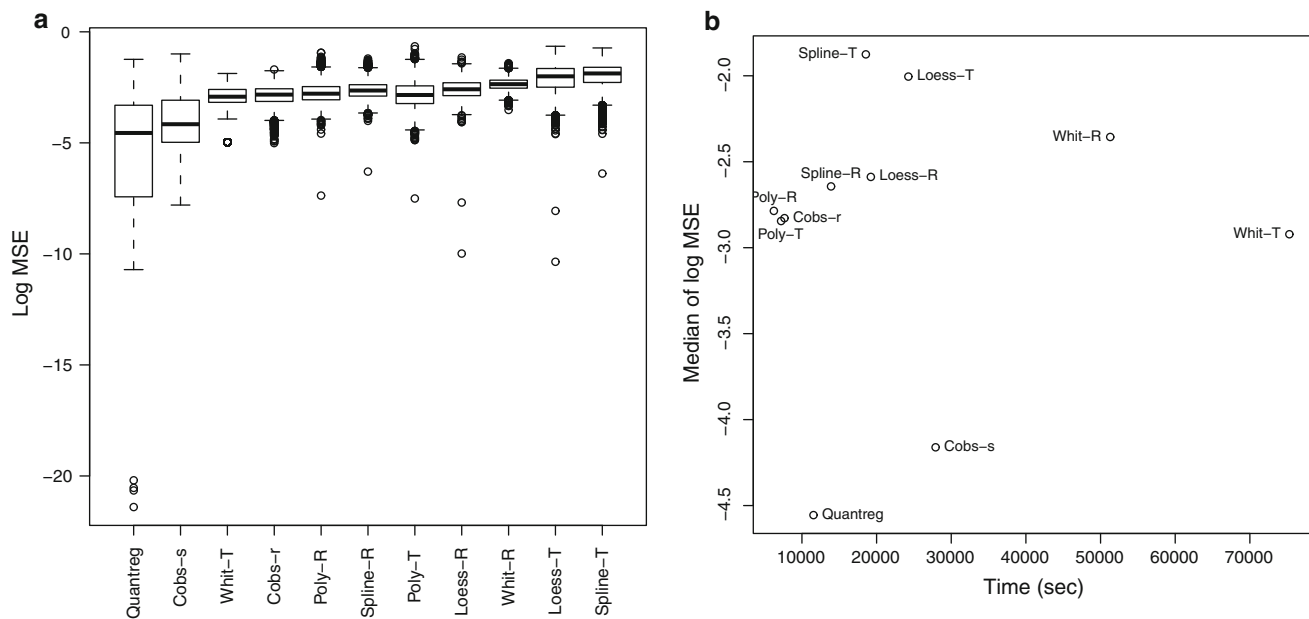 a
0
−5
−10
−15
−20
Log MSE
Quantreg
Cobs−s
Whit−T
Cobs−r
Poly−R
Spline−R
Poly−T
Loess−R
Whit−R
Loess−T
Spline−T
b
−2.0
−2.5
−3.0
−3.5
−4.0
−4.5
Median of log MSE
Spline−T
Loess−T
Whit−R
Spline−R
Loess−R
Poly−R
Cobs−r
Poly−T
Whit−T
Cobs−s
Quantreg
10000
20000
30000
40000
50000
60000
70000
Time (sec)